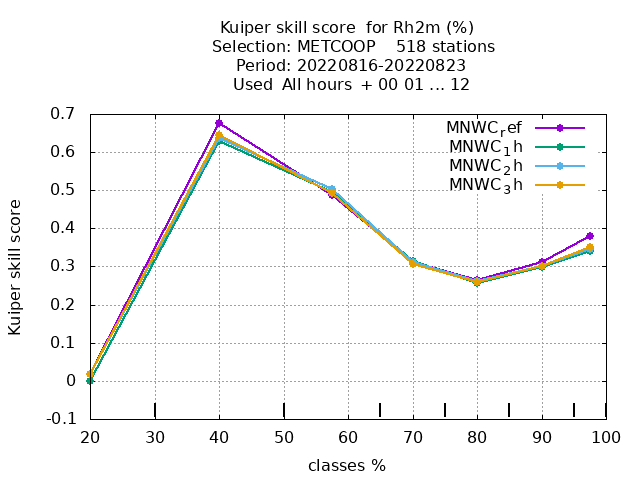 Kuiper skill score  for Rh2m (%)
Selection: METCOOP    518 stations
Period: 20220816-20220823
Used  All hours  + 00 01 ... 12
0.7
0.6
0.5
0.4
0.3
0.2
0.1
0
-0.1
Kuiper skill score
MNWC_ref
MNWC_1h
MNWC_2h
MNWC_3h
20 30 40 50 60 70 80 90 100
classes %